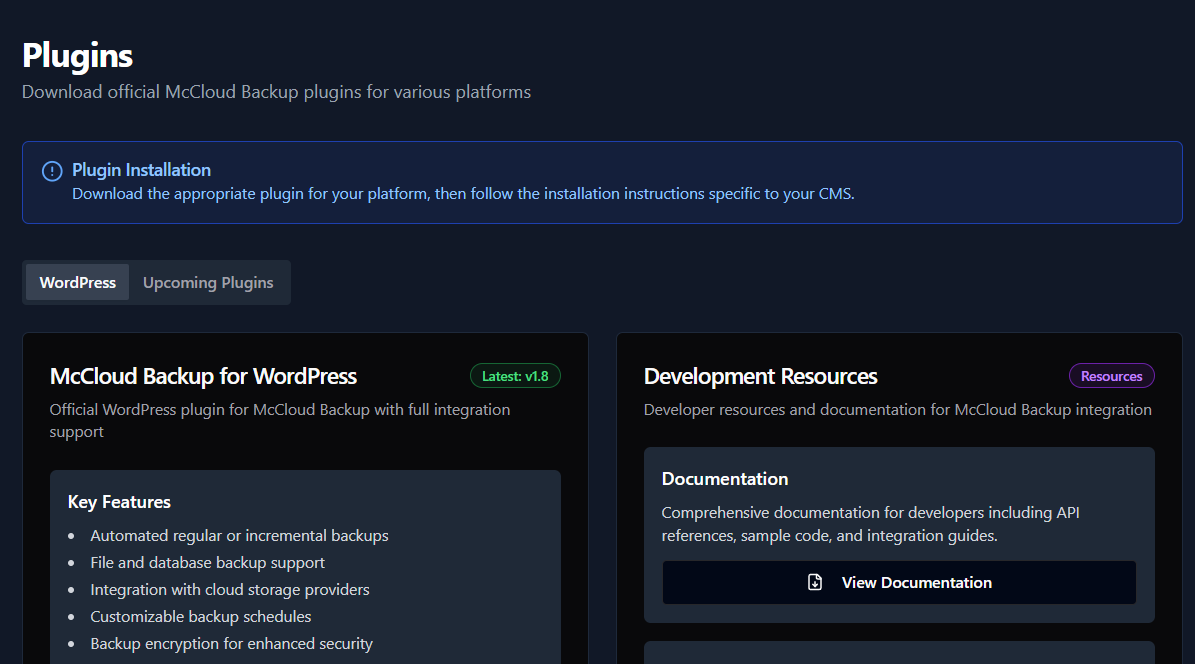 Plugins
Download official McCloud Backup plugins for various platforms
Plugin Installation
Download the appropriate plugin for your platform, then follow the installation instructions specific to your CMS.
WordPress
Upcoming Plugins
McCloud Backup for WordPress
Latest: v1.8
Official WordPress plugin for McCloud Backup with full integration
support
Key Features
Automated regular or incremental backups
File and database backup support
Integration with cloud storage providers
Customizable backup schedules
Backup encryption for enhanced security
Development Resources
Resources
Developer resources and documentation for McCloud Backup integration
Documentation
Comprehensive documentation for developers including API
references, sample code, and integration guides.
View Documentation